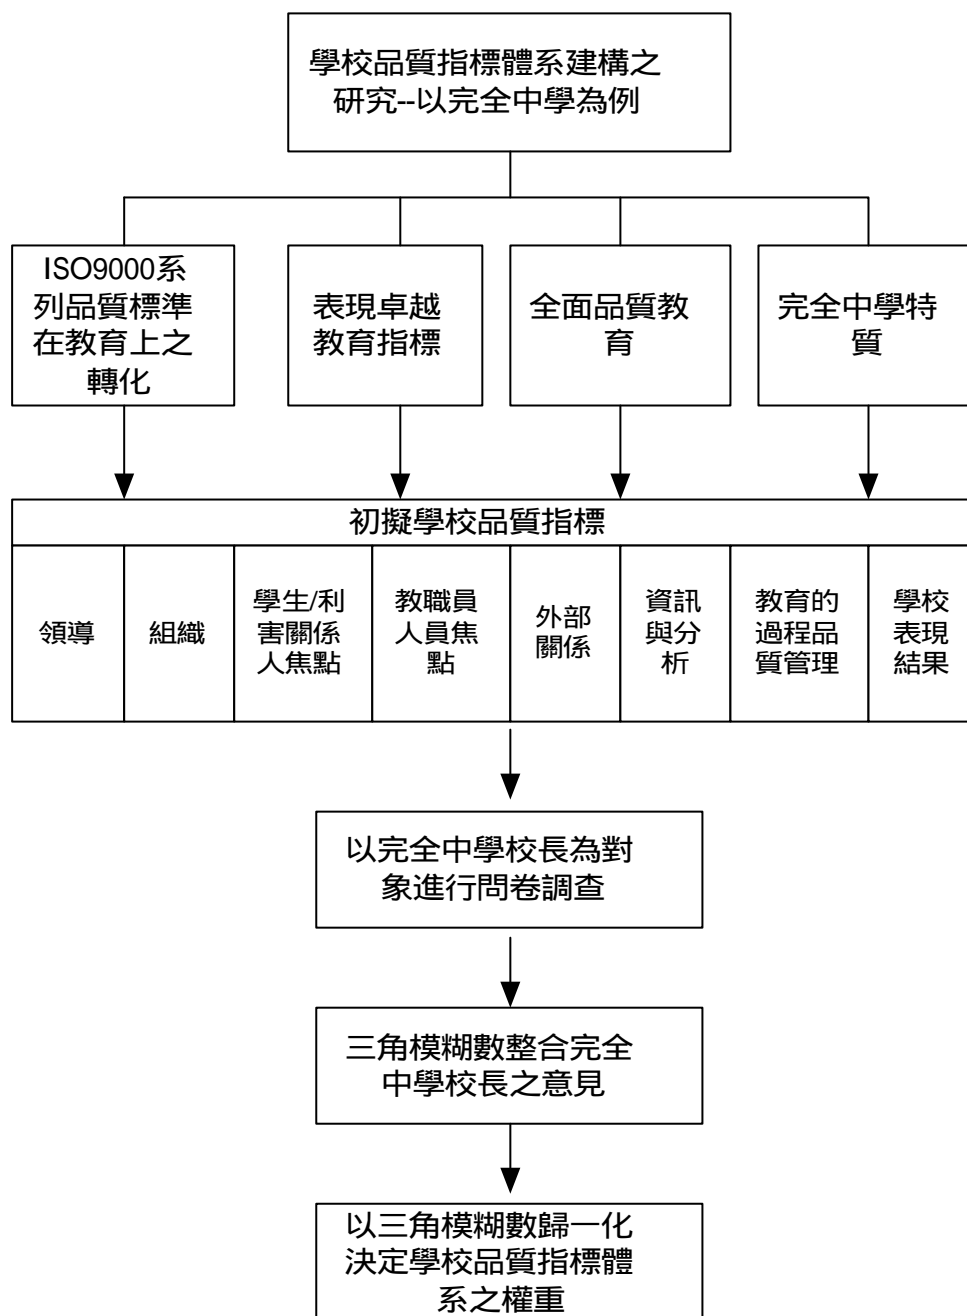 學校品質指標體系建構之
研究--以完全中學為例
ISO9000系
列品質標準
在教育上之
轉化
表現卓越
教育指標
全面品質教
育
完全中學特
質
初擬學校品質指標
領導
組織
學生/利
害關係
人焦點
教職員
人員焦
點
外部
關係
資訊
與分
析
教育的
過程品
質管理
學校
表現
結果
以完全中學校長為對
象進行問卷調查
三角模糊數整合完全
中學校長之意見
以三角模糊數歸一化
決定學校品質指標體
系之權重